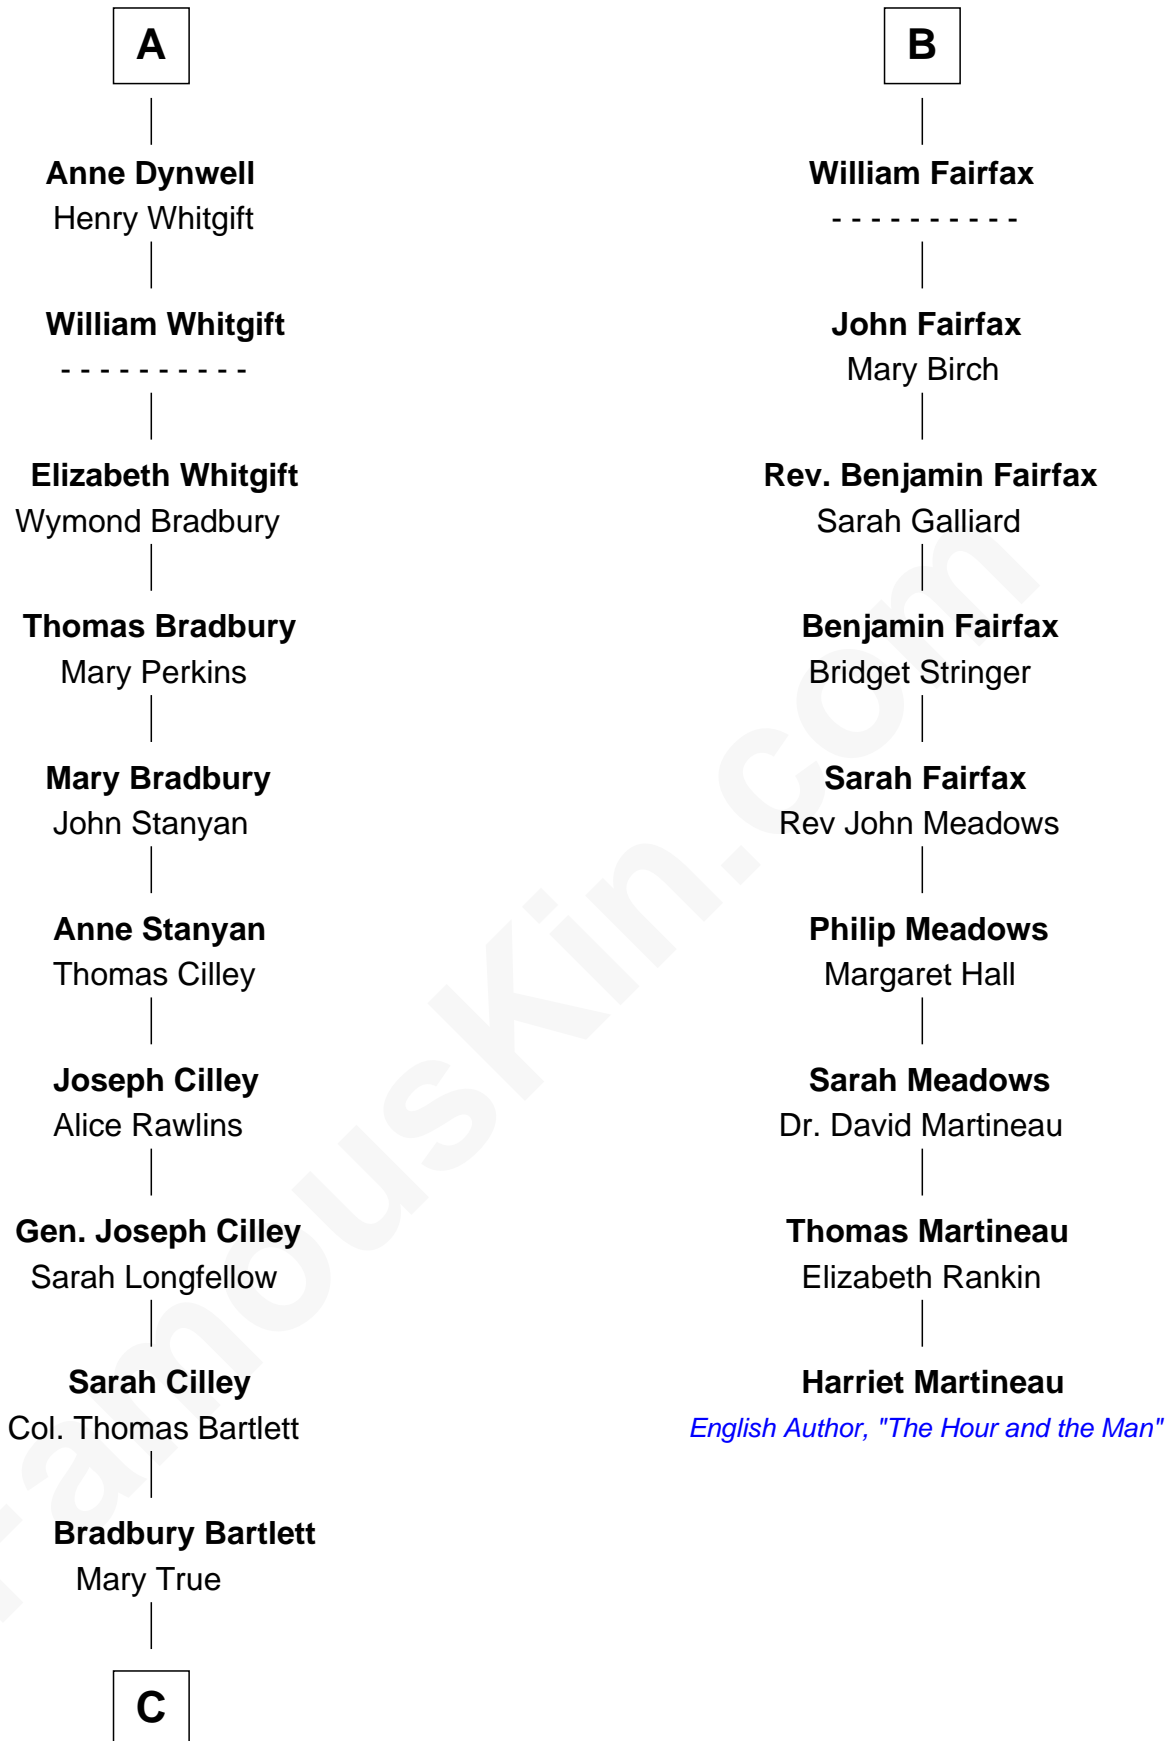 A
Anne Dynwell
Henry Whitgift
William Whitgift
- - - - - - - - - -
Elizabeth Whitgift
Wymond Bradbury
Thomas Bradbury
Mary Perkins
Mary Bradbury
John Stanyan
Anne Stanyan
Thomas Cilley
Joseph Cilley
Alice Rawlins
Gen. Joseph Cilley
Sarah Longfellow
Sarah Cilley
Col. Thomas Bartlett
Bradbury Bartlett
Mary True
C
B
William Fairfax
- - - - - - - - - -
John Fairfax
Mary Birch
Rev. Benjamin Fairfax
Sarah Galliard
Benjamin Fairfax
Bridget Stringer
Sarah Fairfax
Rev John Meadows
Philip Meadows
Margaret Hall
Sarah Meadows
Dr. David Martineau
Thomas Martineau
Elizabeth Rankin
Harriet Martineau
English Author, "The Hour and the Man"
FamousKin.com